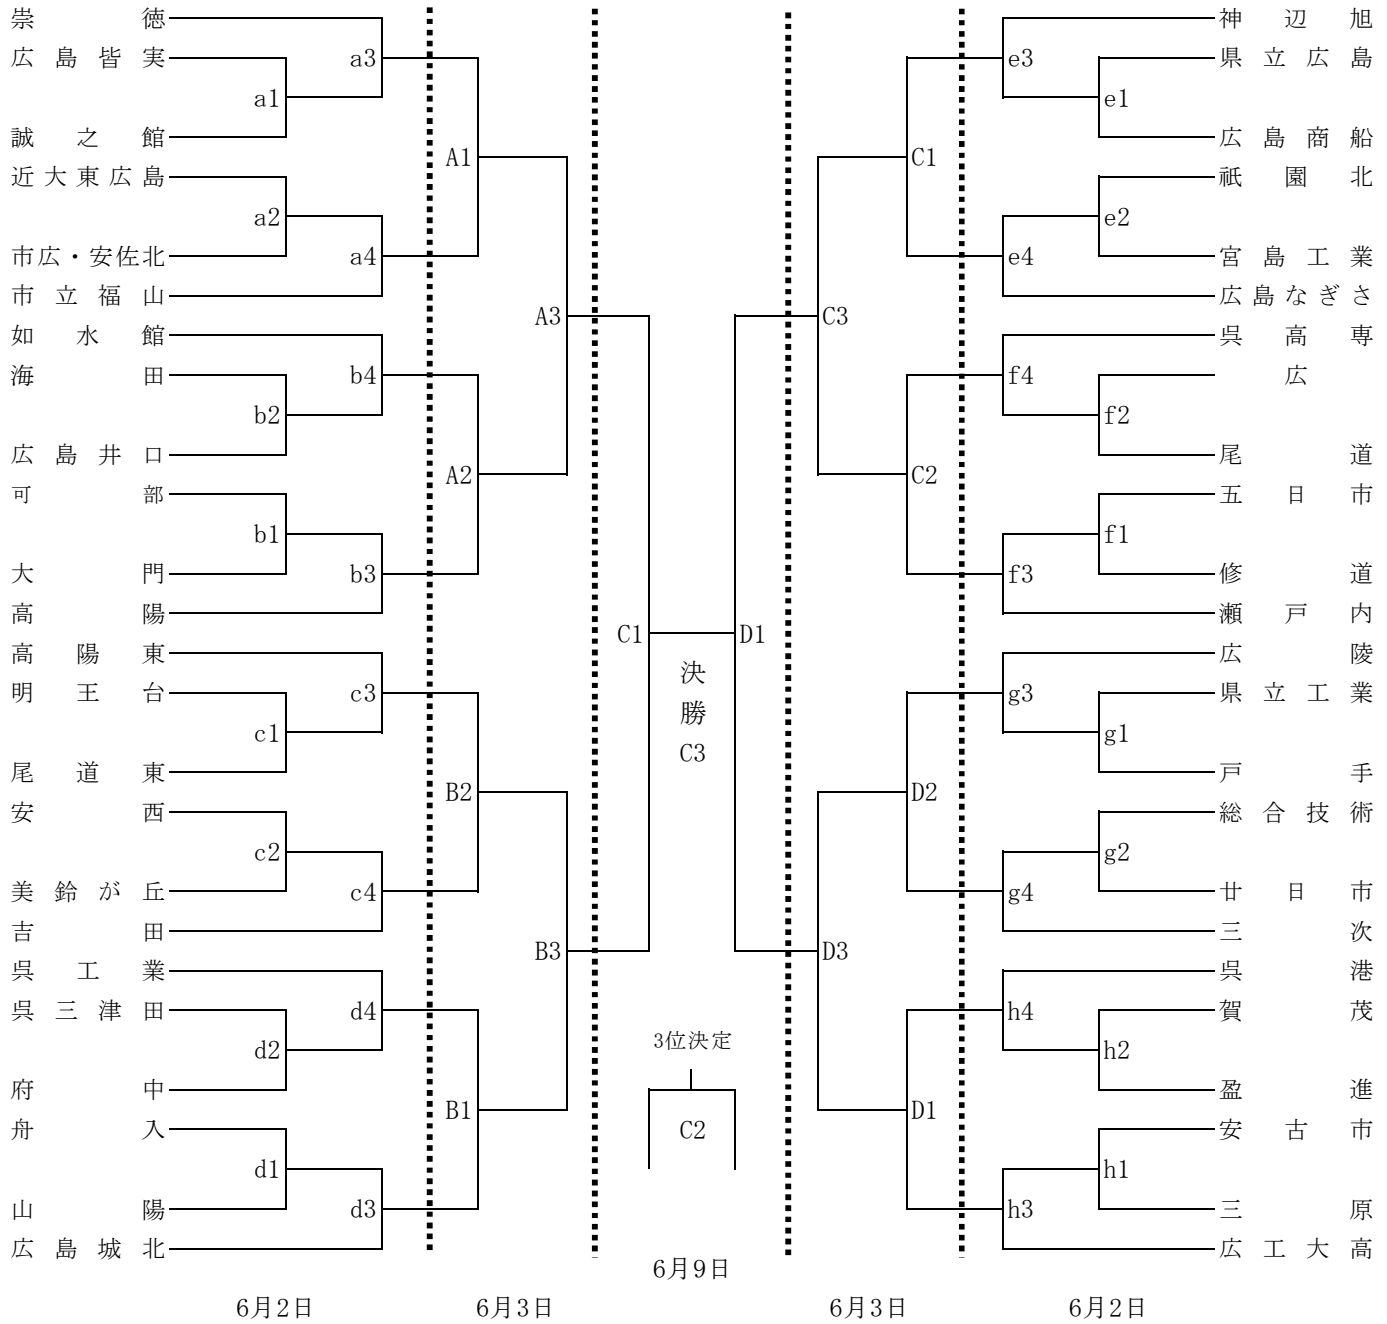 崇徳 神辺旭
広島皆実 a3 e3 県立広島
a1 e1
誠之館 広島商船
A1 C1
近大東広島 祇園北
a2 e2
市広・安佐北 a4 e4 宮島工業
市立福山 広島なぎさ
A3 C3
如水館 呉高専
海田 b4 f4 広
b2 f2
広島井口 尾道
A2 C2
可部 五日市
b1 f1
大門 b3 f3 修道
高陽 瀬戸内
C1 D1
高陽東 決 広陵
明王台 c3 勝 g3 県立工業
c1 C3 g1
尾道東 戸手
B2 D2
安西 総合技術
c2 g2
美鈴が丘 c4 g4 廿日市
吉田 三次
B3 D3
呉工業 呉港
呉三津田 d4 h4 賀茂
d2 3位決定 h2
府中 盈進
B1 D1
舟入 C2 安古市
d1 h1
山陽 d3 h3 三原
広島城北 広工大高
6月9日
6月2日 6月3日 6月3日 6月2日